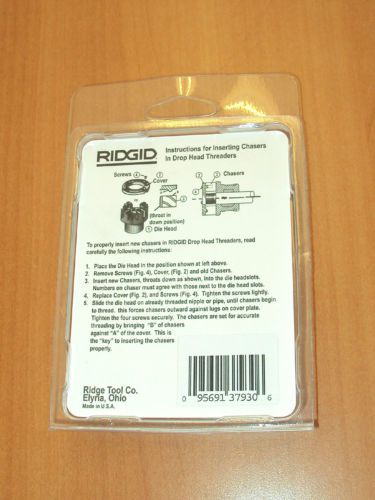 RIDGID
Instructions for Inserting Chasers
In Drop Head Threaders
Screws 4
2 Cover
2 3 Chasers
(throat in
down position)
1 Die Head
To properly insert new chasers in RIDGID Drop Head Threaders, read
carefully the following instructions:
1. Place the Die Head in the position shown at left above.
2. Remove Screws (Fig. 4), Cover, (Fig. 2) and old Chasers.
3. Insert new Chasers, throats down as shown, into the die headslots.
Numbers on chaser must agree with those next to the die head slots.
4. Replace Cover (Fig. 2), and Screws (Fig. 4). Tighten the screws lightly.
5. Slide the die head on already threaded nipple or pipe, until chasers begin
to thread. this forces chasers outward against lugs on cover plate.
Tighten the four screws securely. The chasers are set for accurate
threading by bringing "B" of chasers
against "A" of the cover. This is
the "key" to inserting the chasers
properly.
Ridge Tool Co.
Elyria, Ohio
Made in U.S.A.
0 95691 37930 6